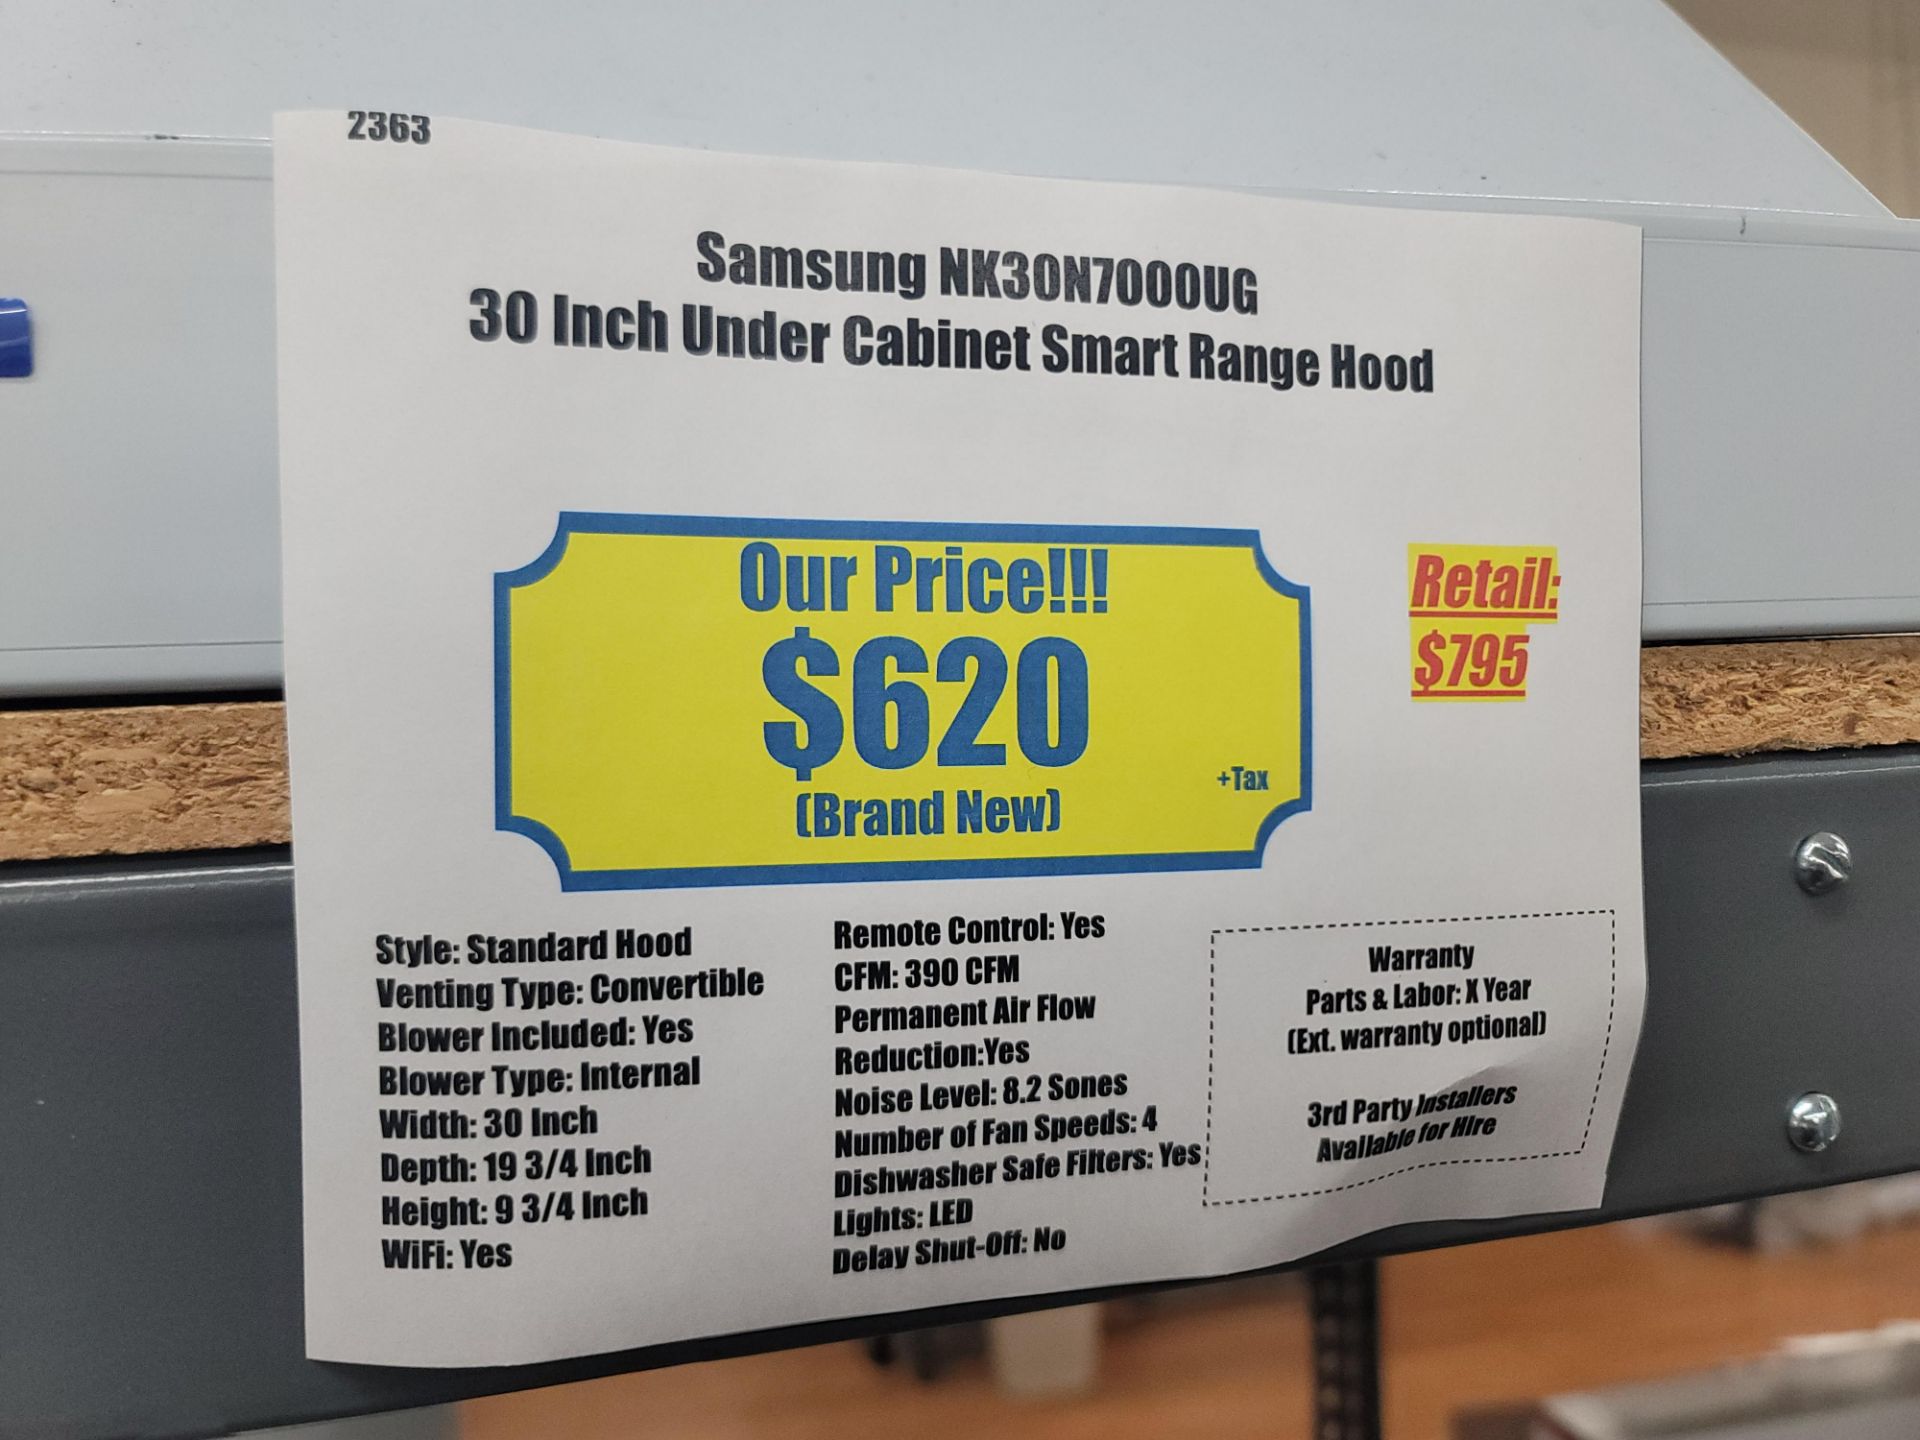 2363
Samsung NK30N7000UG
30 Inch Under Cabinet Smart Range Hood
Our Price!!!
$620
+Tax
(Brand New)
Retail:
$795
Style: Standard Hood
Venting Type: Convertible
Blower Included: Yes
Blower Type: Internal
Width: 30 Inch
Depth: 19 3/4 Inch
Height: 9 3/4 Inch
WiFi: Yes
Remote Control: Yes
CFM: 390 CFM
Permanent Air Flow
Reduction:Yes
Noise Level: 8.2 Sones
Number of Fan Speeds: 4
Dishwasher Safe Filters: Yes
Lights: LED
Delay Shut-Off: No
Warranty
Parts & Labor: X Year
(Ext. warranty optional)
3rd Party Installers
Available for Hire